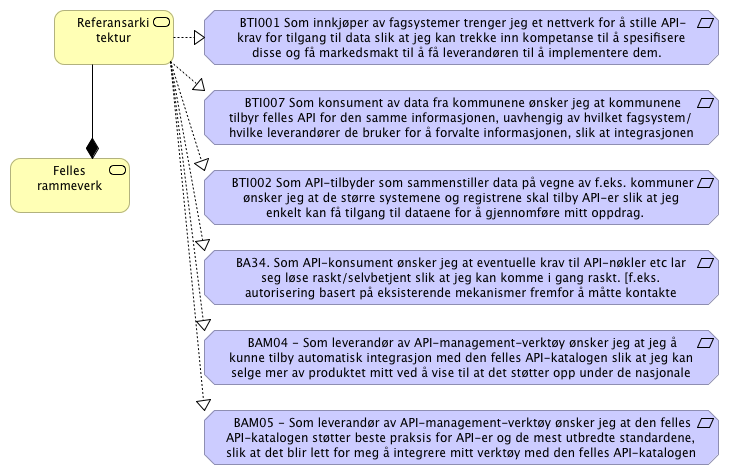 Referansarki
tektur
BTI001 Som innkjøper av fagsystemer trenger jeg et nettverk for å stille API-
krav for tilgang til data slik at jeg kan trekke inn kompetanse til å spesifisere
disse og få markedsmakt til å få leverandøren til å implementere dem.
BTI007 Som konsument av data fra kommunene ønsker jeg at kommunene
tilbyr felles API for den samme informasjonen, uavhengig av hvilket fagsystem/
hvilke leverandører de bruker for å forvalte informasjonen, slik at integrasjonen
Felles
rammeverk
BTI002 Som API-tilbyder som sammenstiller data på vegne av f.eks. kommuner
ønsker jeg at de større systemene og registrene skal tilby API-er slik at jeg
enkelt kan få tilgang til dataene for å gjennomføre mitt oppdrag.
BA34. Som API-konsument ønsker jeg at eventuelle krav til API-nøkler etc lar
seg løse raskt/selvbetjent slik at jeg kan komme i gang raskt. [f.eks.
autorisering basert på eksisterende mekanismer fremfor å måtte kontakte
BAM04 - Som leverandør av API-management-verktøy ønsker jeg at jeg å
kunne tilby automatisk integrasjon med den felles API-katalogen slik at jeg kan
selge mer av produktet mitt ved å vise til at det støtter opp under de nasjonale
BAM05 - Som leverandør av API-management-verktøy ønsker jeg at den felles
API-katalogen støtter beste praksis for API-er og de mest utbredte standardene,
slik at det blir lett for meg å integrere mitt verktøy med den felles API-katalogen